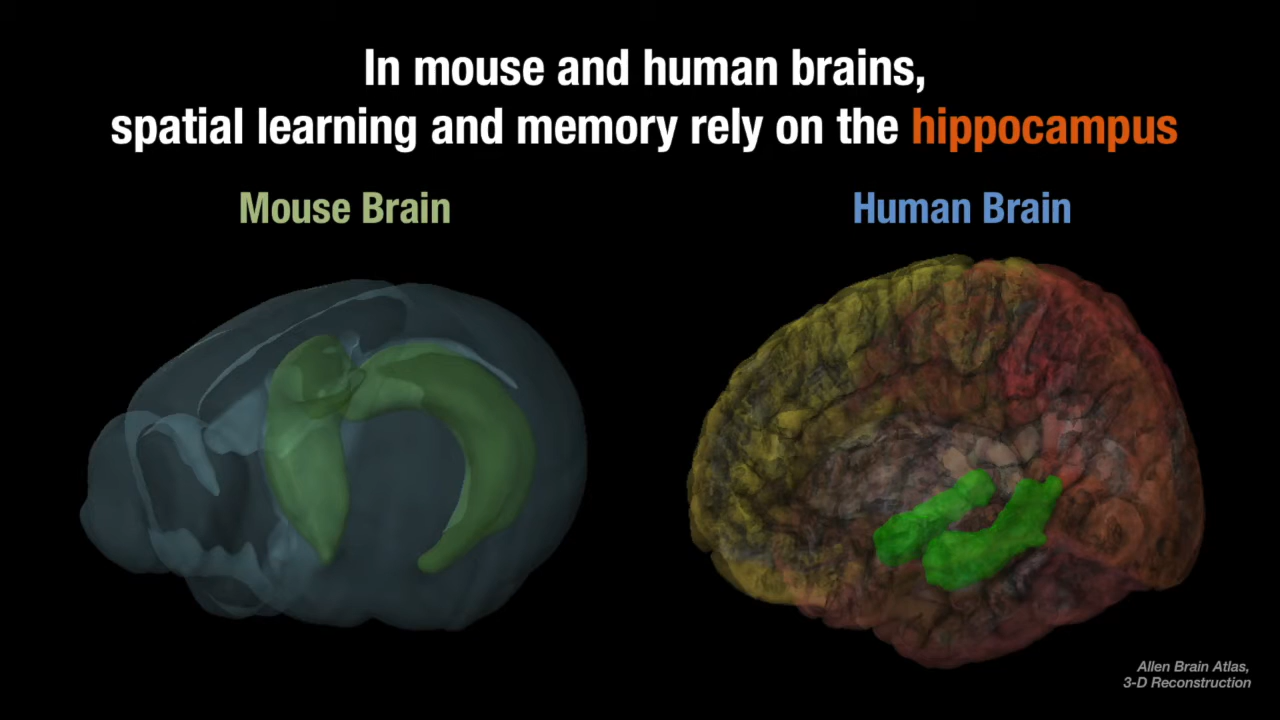 In mouse and human brains,
spatial learning and memory rely on the hippocampus
Mouse Brain
Human Brain
Allen Brain Atlas,
3-D Reconstruction